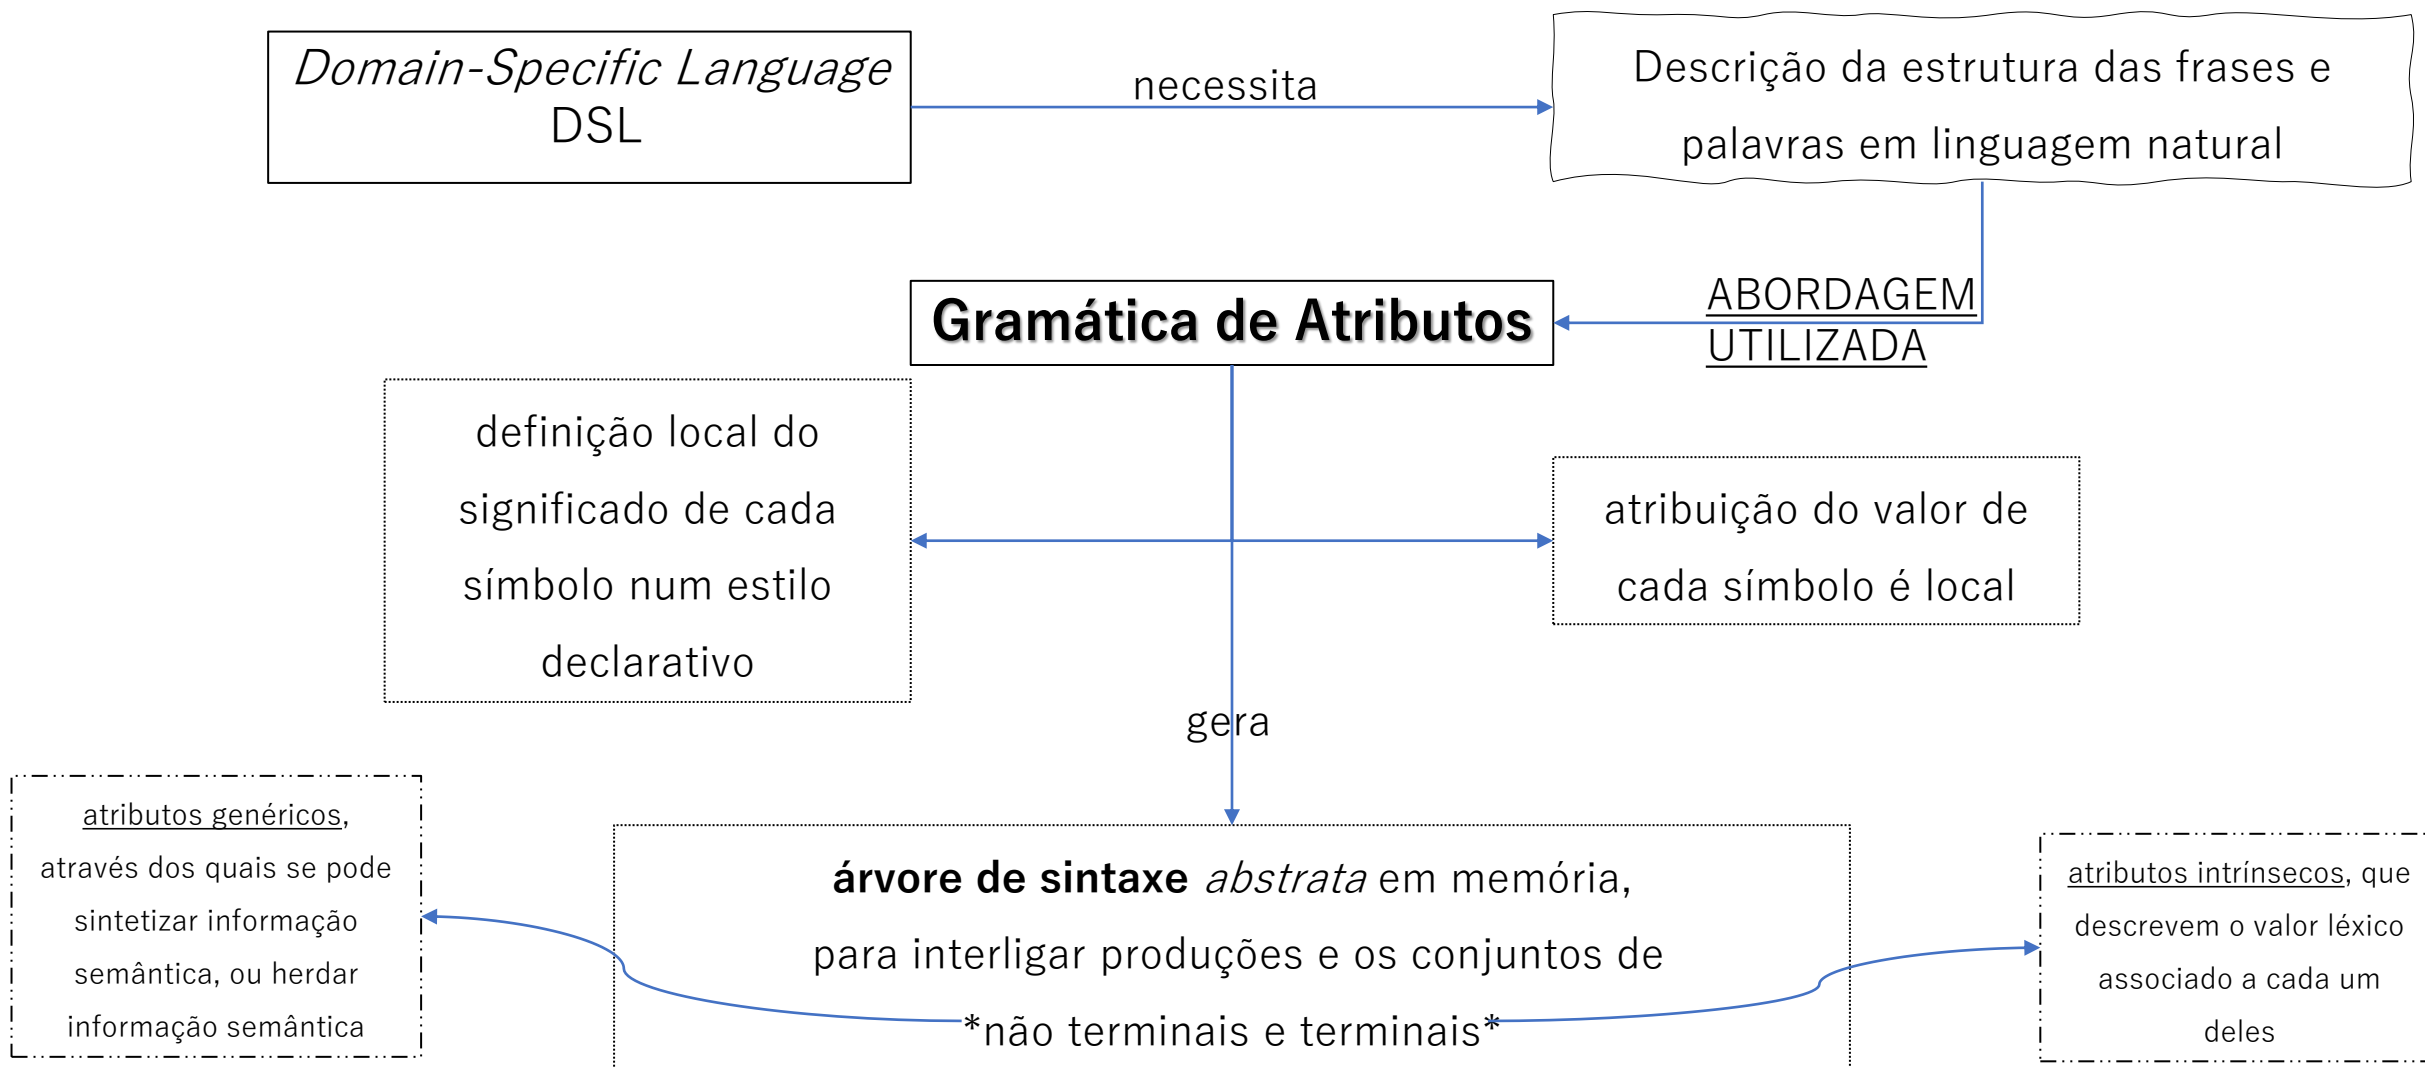 Domain-Specific Language
DSL
necessita
Descrição da estrutura das frases e
palavras em linguagem natural
ABORDAGEM
UTILIZADA
Gramática de Atributos
definição local do
significado de cada
símbolo num estilo
declarativo
atribuição do valor de
cada símbolo é local
gera
atributos genéricos,
através dos quais se pode
sintetizar informação
semântica, ou herdar
informação semântica
árvore de sintaxe abstrata em memória,
para interligar produções e os conjuntos de
*não terminais e terminais*
atributos intrínsecos, que
descrevem o valor léxico
associado a cada um
deles